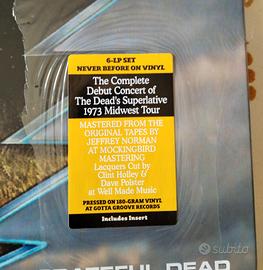 6-LP SET
NEVER BEFORE ON VINYL
The Complete
Debut Concert of
The Dead's Superlative
1973 Midwest Tour
MASTERED FROM THE
ORIGINAL TAPES BY
JEFFREY NORMAN
AT MOCKINGBIRD
MASTERING
Lacquers Cut by
Clint Holley &
Dave Polster
at Well Made Music
PRESSED ON 180-GRAM VINYL
AT GOTTA GROOVE RECORDS
Includes Insert
subito
GRATEFUL DEAD